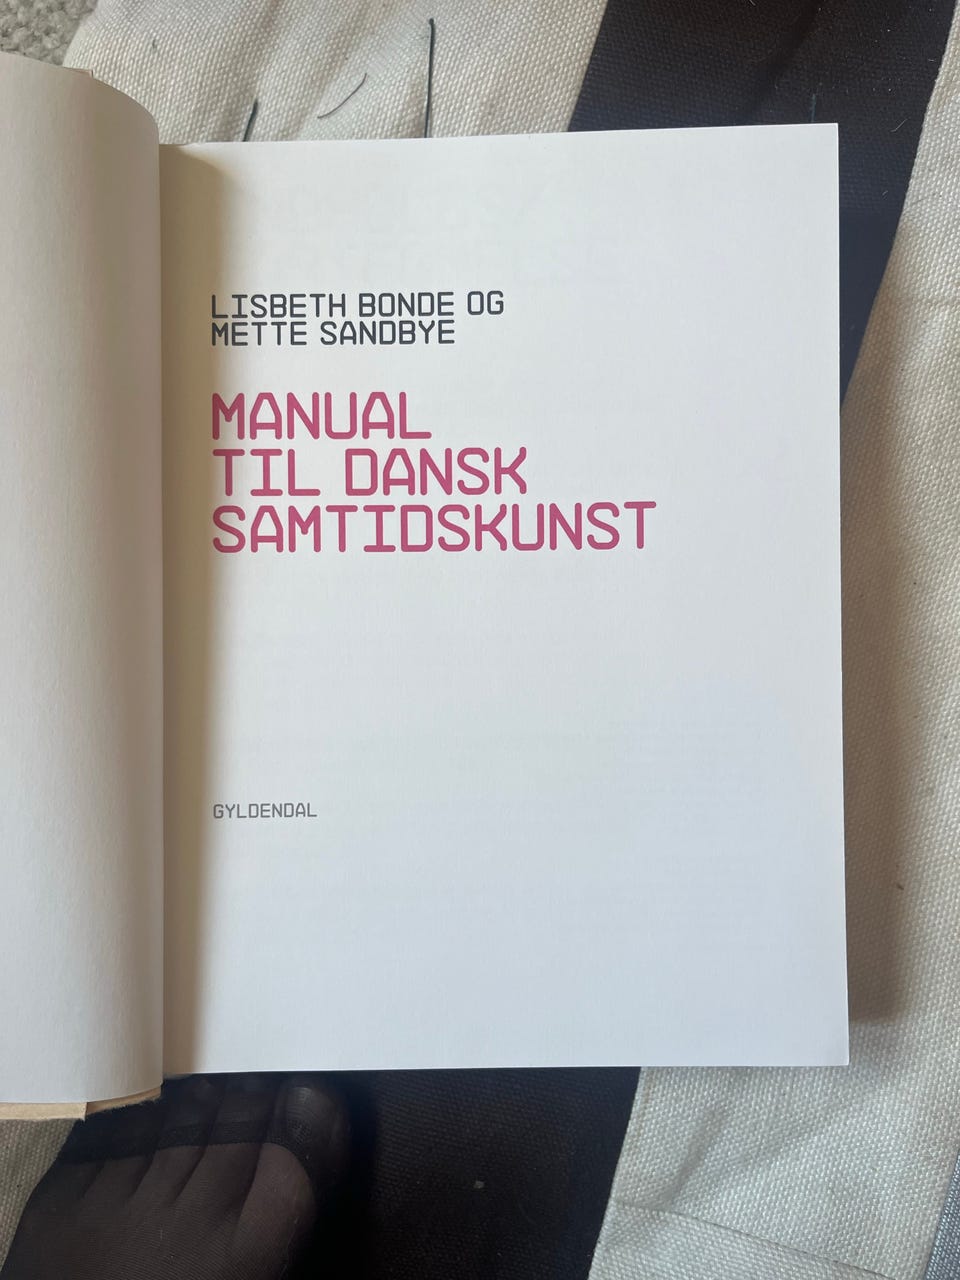 LISBETH BONDE OG
METTE SANDBYE
MANUAL
TIL DANSK
SAMTIDSKUNST
GYLDENDAL